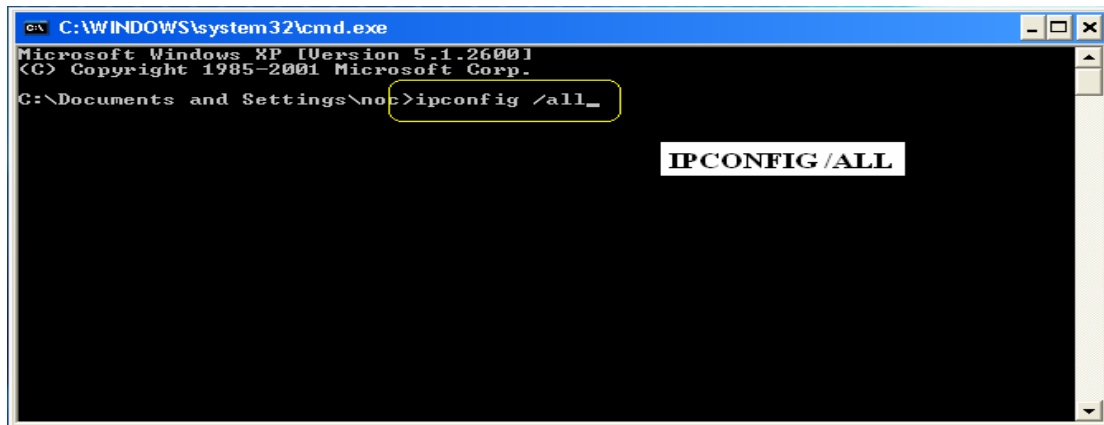 C:\WINDOWS\system32\cmd.exe
Microsoft Windows XP [Version 5.1.2600]
(C) Copyright 1985-2001 Microsoft Corp.
C:\Documents and Settings\noc>ipconfig /all_
IPCONFIG /ALL